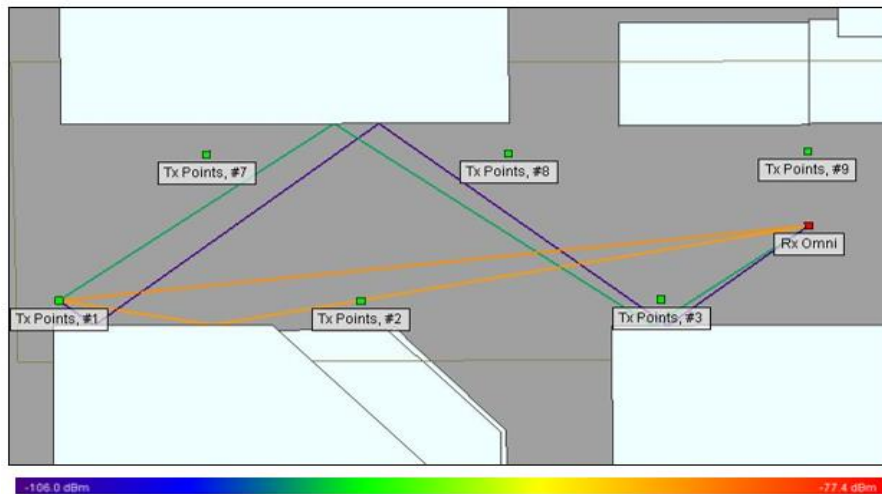 Tx Points, #7
Tx Points, #8
Tx Points, #9
Rx Omni
Tx Points, #1
Tx Points, #2
Tx Points, #3
-106.0 dBm
-77.4 dBm